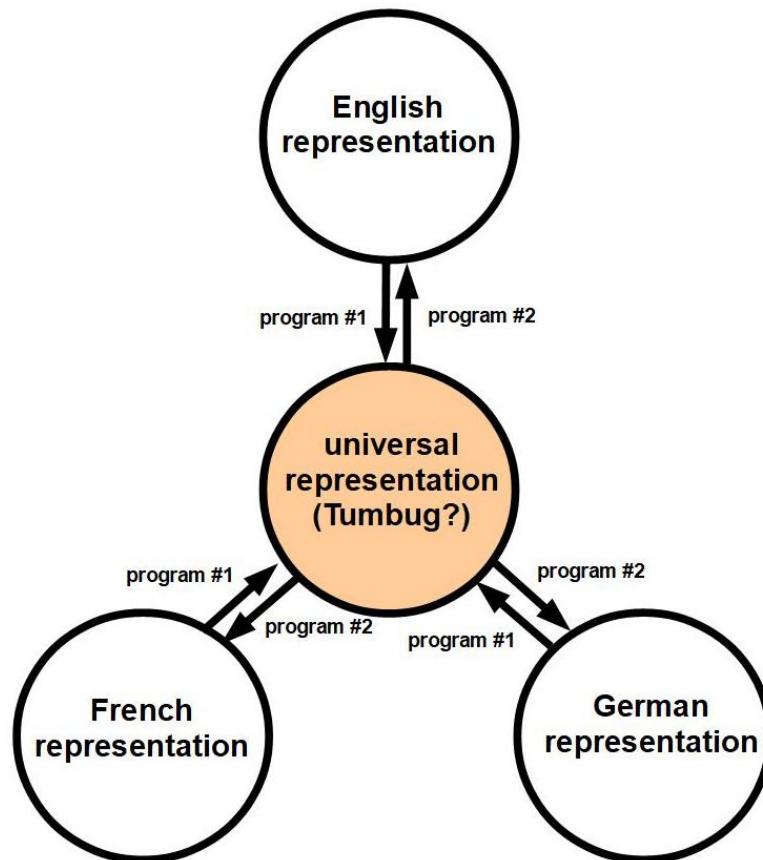 English
representation
program #1
program #2
universal
representation
(Tumbug?)
program #1
program #2
program #2
program #1
French
representation
German
representation